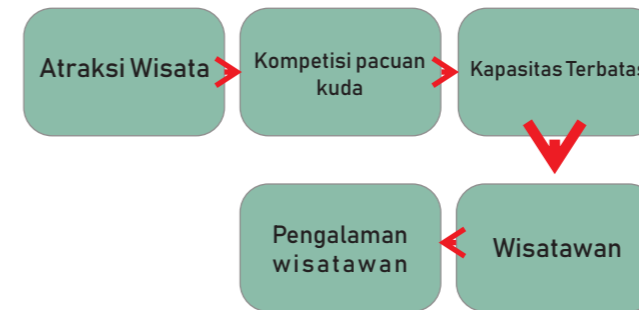 Atraksi Wisata
Kompetisi pacuan
kuda
Kapasitas Terbatas
Wisatawan
Pengalaman
wisatawan